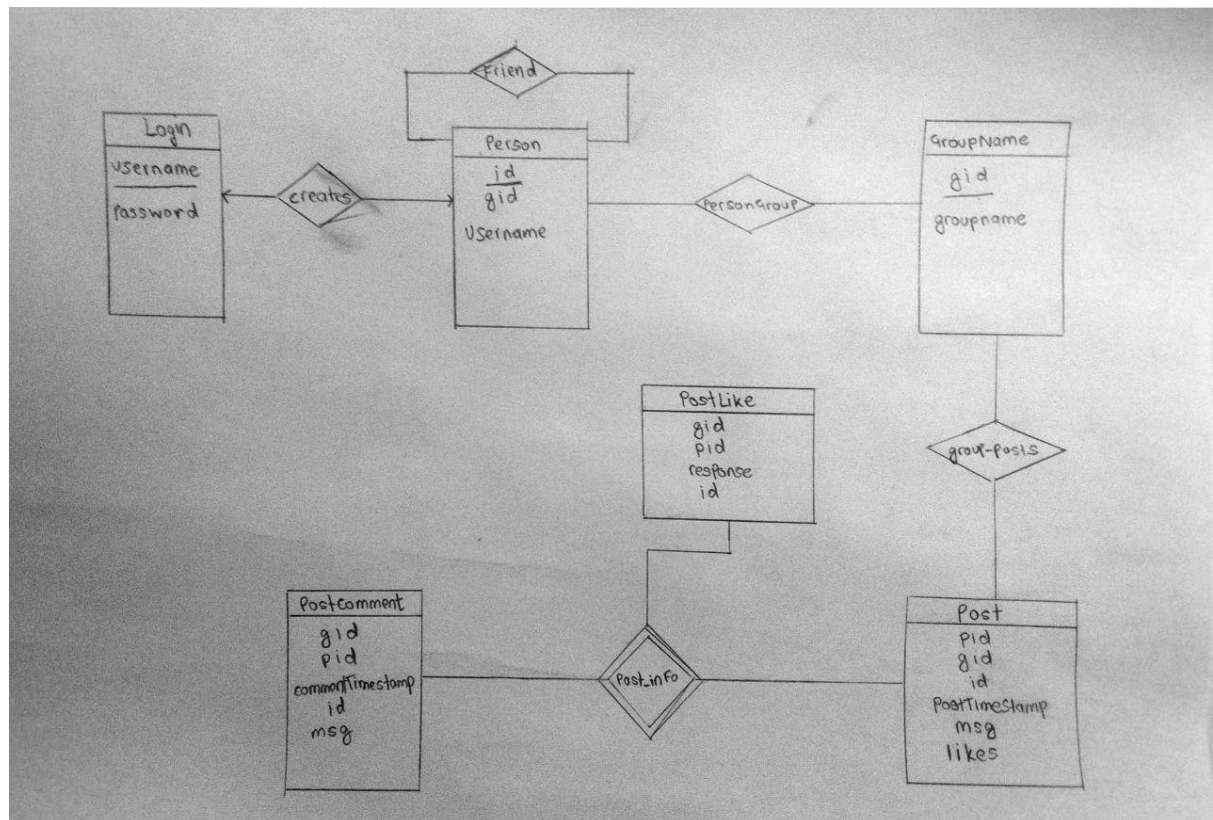 Friend
Login
Username
Password
creates
Person
id
gid
Username
PersonGroup
GroupName
gid
groupname
PostLike
gid
pid
response
id
group-posts
PostComment
gid
pid
commentTimestamp
id
msg
Post_info
Post
pid
gid
id
PostTimeStamp
msg
likes